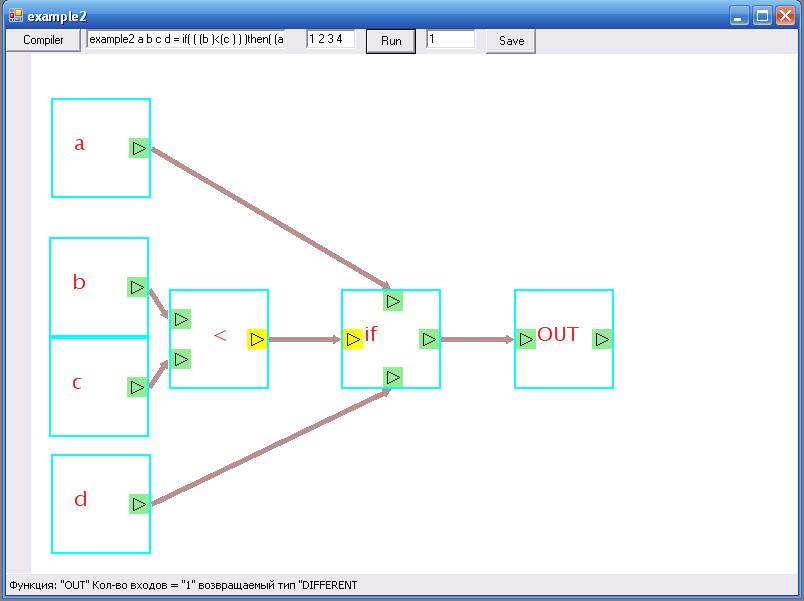 example2
Compiler example2 a b c d = if( ( (b )<(c ) ) )then( (a 1 2 3 4 Run 1 Save
a
b
< if OUT
c
d
Функция: "OUT" Кол-во входов = "1" возвращаемый тип "DIFFERENT